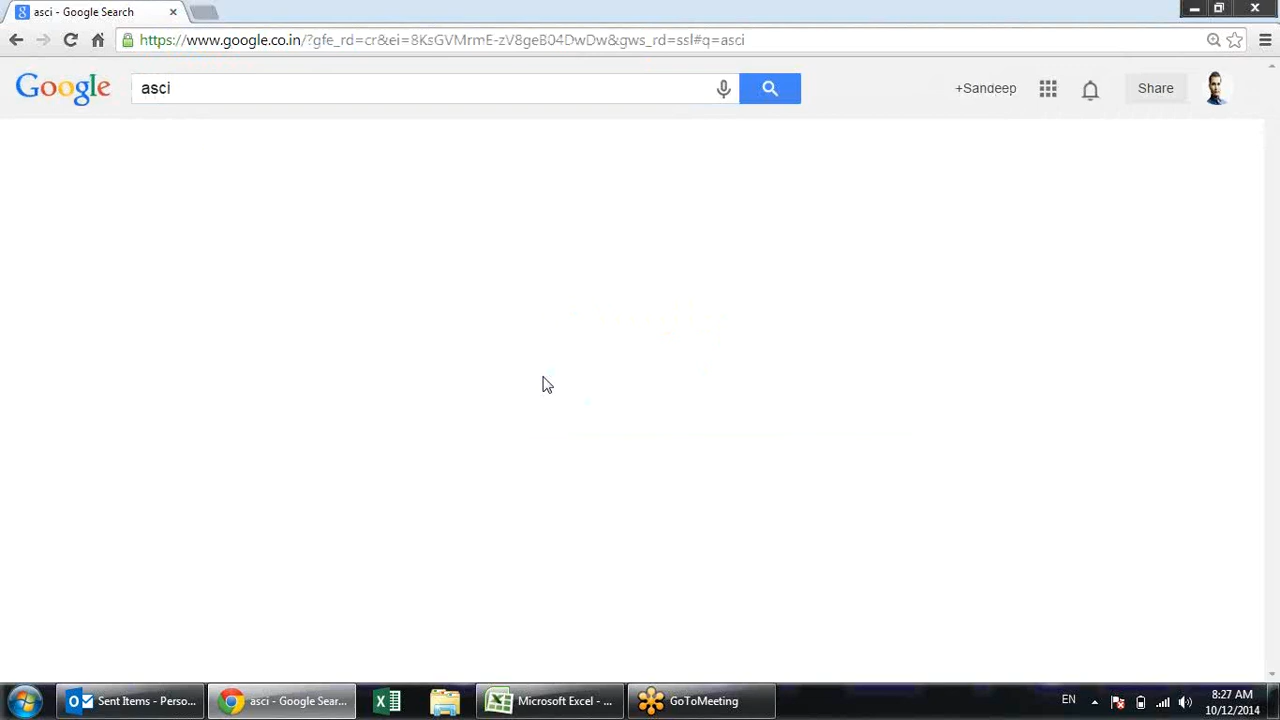 asci - Google Search
https://www.google.co.in/?gfe_rd=cr&ei=8KsGVMrmE-zv8geBh4DwDw&gws_rd=ssl#q=asci
Google
asci
+Sandeep
Share
Sent Items - Perso...
asci - Google Sear...
Microsoft Excel - ...
GoToMeeting
EN
8:27 AM
10/12/2014